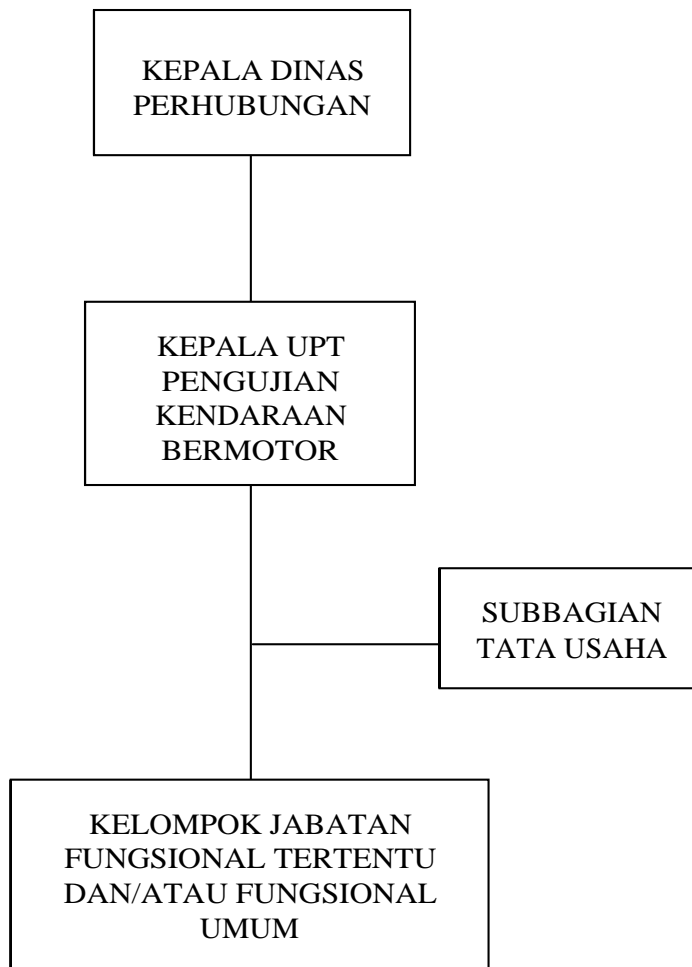 KEPALA DINAS
PERHUBUNGAN
KEPALA UPT
PENGUJIAN
KENDARAAN
BERMOTOR
SUBBAGIAN
TATA USAHA
KELOMPOK JABATAN
FUNGSIONAL TERTENTU
DAN/ATAU FUNGSIONAL
UMUM